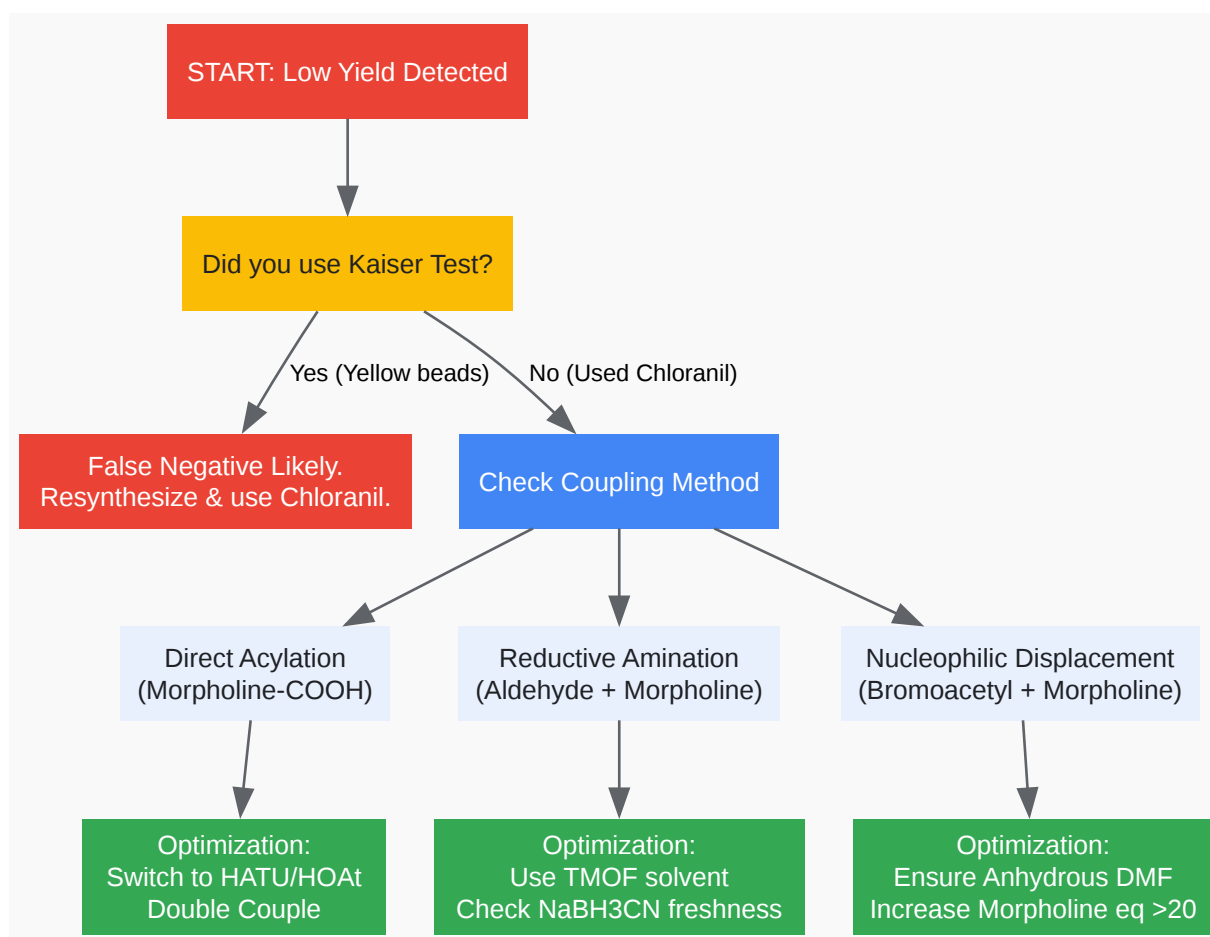 START: Low Yield Detected
Did you use Kaiser Test?
Yes (Yellow beads)
No (Used Chloranil)
False Negative Likely.
Resynthesize & use Chloranil.
Check Coupling Method
Direct Acylation
(Morpholine-COOH)
Reductive Amination
(Aldehyde + Morpholine)
Nucleophilic Displacement
(Bromoacetyl + Morpholine)
Optimization:
Switch to HATU/HOAt
Double Couple
Optimization:
Use TMOF solvent
Check NaBH3CN freshness
Optimization:
Ensure Anhydrous DMF
Increase Morpholine eq >20